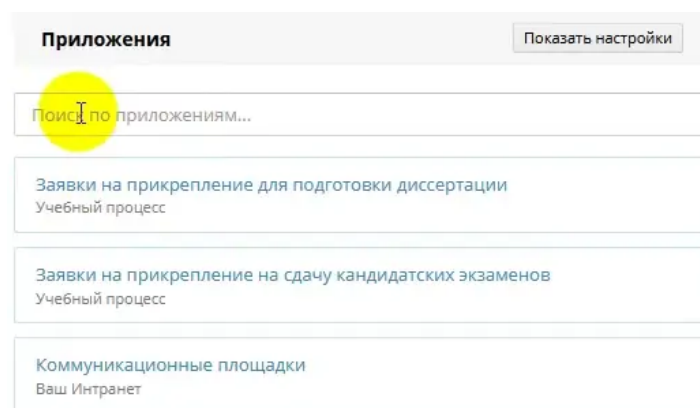 Приложения
Показать настройки
Поиск по приложениям...
Заявки на прикрепление для подготовки диссертации
Учебный процесс
Заявки на прикрепление на сдачу кандидатских экзаменов
Учебный процесс
Коммуникационные площадки
Ваш Интранет